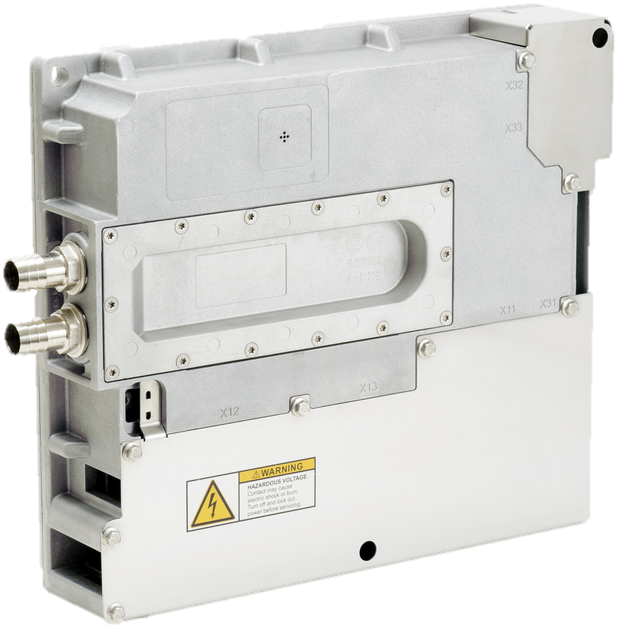 X32
X33
X11
X31
X13
X12
WARNING
HAZARDOUS VOLTAGE.
Contact may cause
electric shock or burn.
Turn off and lock out
power before servicing.